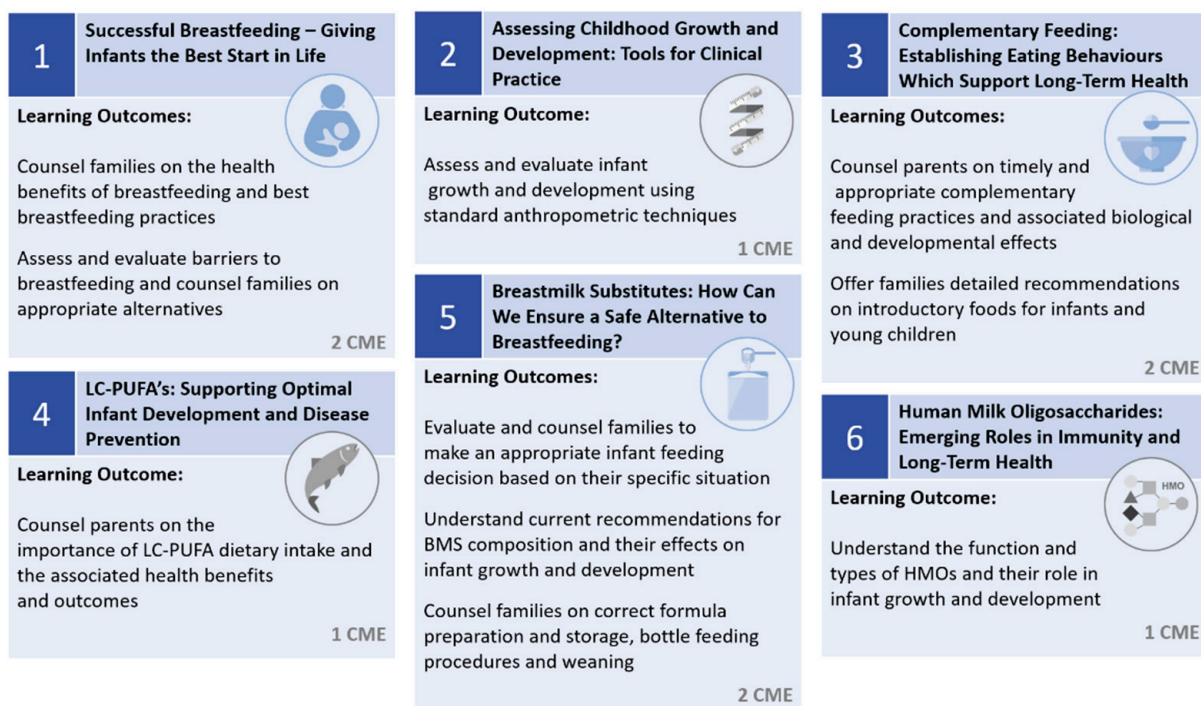 1
Successful Breastfeeding – Giving
Infants the Best Start in Life
Learning Outcomes:
Counsel families on the health
benefits of breastfeeding and best
breastfeeding practices
Assess and evaluate barriers to
breastfeeding and counsel families on
appropriate alternatives
2 CME
2
Assessing Childhood Growth and
Development: Tools for Clinical
Practice
Learning Outcome:
Assess and evaluate infant
growth and development using
standard anthropometric techniques
1 CME
3
Complementary Feeding:
Establishing Eating Behaviours
Which Support Long-Term Health
Learning Outcomes:
Counsel parents on timely and
appropriate complementary
feeding practices and associated biological
and developmental effects
Offer families detailed recommendations
on introductory foods for infants and
young children
2 CME
4
LC-PUFA's: Supporting Optimal
Infant Development and Disease
Prevention
Learning Outcome:
Counsel parents on the
importance of LC-PUFA dietary intake and
the associated health benefits
and outcomes
1 CME
5
Breastmilk Substitutes: How Can
We Ensure a Safe Alternative to
Breastfeeding?
Learning Outcomes:
Evaluate and counsel families to
make an appropriate infant feeding
decision based on their specific situation
Understand current recommendations for
BMS composition and their effects on
infant growth and development
Counsel families on correct formula
preparation and storage, bottle feeding
procedures and weaning
2 CME
6
Human Milk Oligosaccharides:
Emerging Roles in Immunity and
Long-Term Health
Learning Outcome:
HMO
Understand the function and
types of HMOs and their role in
infant growth and development
1 CME